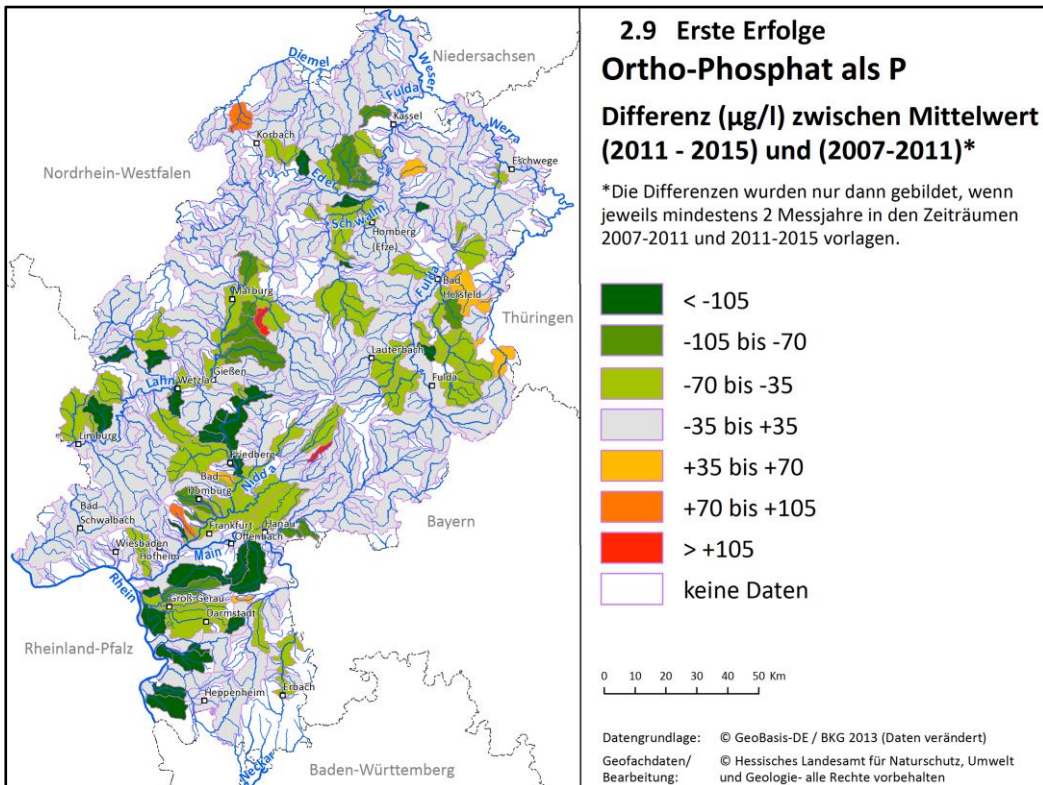 2.9 Erste Erfolge
Ortho-Phosphat als P
Differenz (µg/l) zwischen Mittelwert
(2011 - 2015) und (2007-2011)*
*Die Differenzen wurden nur dann gebildet, wenn
jeweils mindestens 2 Messjahre in den Zeiträumen
2007-2011 und 2011-2015 vorlagen.
< -105
-105 bis -70
-70 bis -35
-35 bis +35
+35 bis +70
+70 bis +105
> +105
keine Daten
0 10 20 30 40 50 Km
Datengrundlage: © GeoBasis-DE / BKG 2013 (Daten verändert)
Geofachdaten/ © Hessisches Landesamt für Naturschutz, Umwelt
Bearbeitung: und Geologie- alle Rechte vorbehalten
Niedersachsen
Diemel
Weser
Fulda
Kassel
Werra
Korbach
Eschwege
Nordrhein-Westfalen
Eder
Schwalm
Homberg
(Efze)
Fulda
Bad
Hersfeld
Marburg
Thüringen
Lauterbach
Gießen
Lahn
Wetzlar
Fulda
Limburg
Friedberg
Nidda
Bad
Homburg
Bayern
Bad
Schwalbach
Frankfurt
Hanau
Offenbach
Wiesbaden
Hofheim
Main
Rhein
Groß-Gerau
Darmstadt
Rheinland-Pfalz
Heppenheim
Erbach
Neckar
Baden-Württemberg